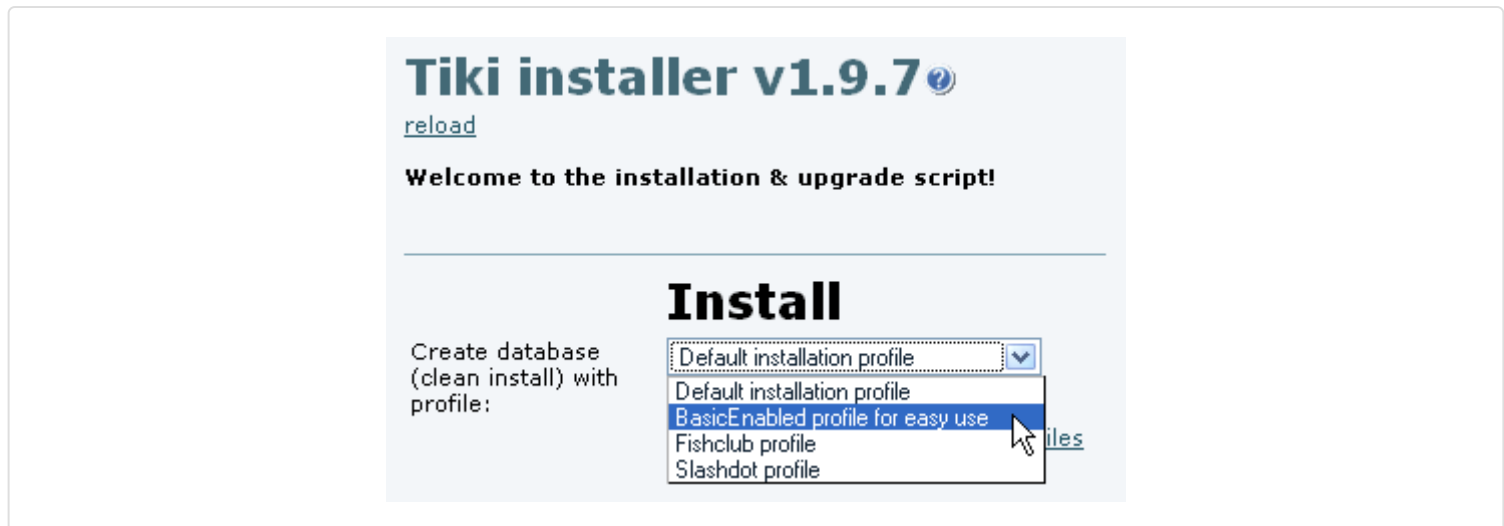 Tiki installer v1.9.7
reload
Welcome to the installation & upgrade script!
Install
Create database
(clean install) with
profile:
Default installation profile
Default installation profile
BasicEnabled profile for easy use
Fishclub profile
Slashdot profile
iles